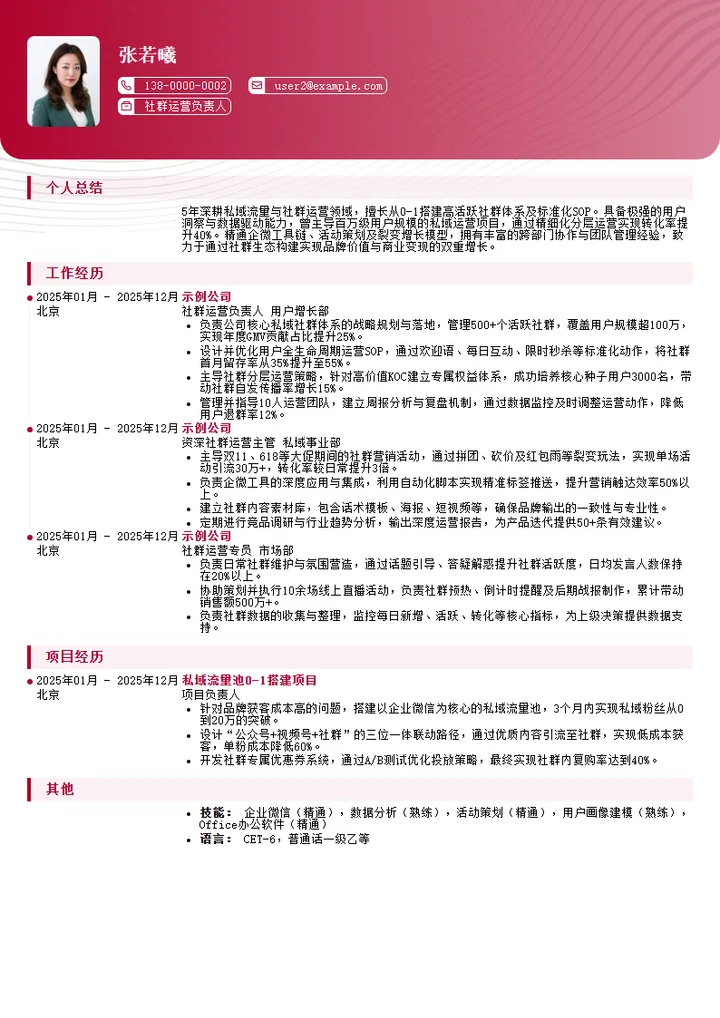 张若曦
138-0000-0002
user2@example.com
社群运营负责人
个人总结
5年深耕私域流量与社群运营领域，擅长从0-1搭建高活跃社群体系及标准化SOP。具备极强的用户
洞察与数据驱动能力，曾主导百万级用户规模的私域运营项目，通过精细化分层运营实现转化率提
升40%。精通企微工具链、活动策划及裂变增长模型，拥有丰富的跨部门协作与团队管理经验，致
力于通过社群生态构建实现品牌价值与商业变现的双重增长。
工作经历
2025年01月 - 2025年12月 示例公司
北京
社群运营负责人 用户增长部
• 负责公司核心私域社群体系的战略规划与落地，管理500+个活跃社群，覆盖用户规模超100万，
实现年度GMV贡献占比提升25%。
• 设计并优化用户全生命周期运营SOP，通过欢迎语、每日互动、限时秒杀等标准化动作，将社群
首月留存率从35%提升至55%。
• 主导社群分层运营策略，针对高价值KOC建立专属权益体系，成功培养核心种子用户3000名，带
动社群自发传播率增长15%。
• 管理并指导10人运营团队，建立周报分析与复盘机制，通过数据监控及时调整运营动作，降低
用户退群率12%。
2025年01月 - 2025年12月 示例公司
北京
资深社群运营主管 私域事业部
• 主导双11、618等大促期间的社群营销活动，通过拼团、砍价及红包雨等裂变玩法，实现单场活
动引流30万+，转化率较日常提升3倍。
• 负责企微工具的深度应用与集成，利用自动化脚本实现精准标签推送，提升营销触达效率50%以
上。
• 建立社群内容素材库，包含话术模板、海报、短视频等，确保品牌输出的一致性与专业性。
• 定期进行竞品调研与行业趋势分析，输出深度运营报告，为产品迭代提供50+条有效建议。
2025年01月 - 2025年12月 示例公司
北京
社群运营专员 市场部
• 负责日常社群维护与氛围营造，通过话题引导、答疑解惑提升社群活跃度，日均发言人数保持
在20%以上。
• 协助策划并执行10余场线上直播活动，负责社群预热、倒计时提醒及后期战报制作，累计带动
销售额500万+。
• 负责社群数据的收集与整理，监控每日新增、活跃、转化等核心指标，为上级决策提供数据支
持。
项目经历
2025年01月 - 2025年12月 私域流量池0-1搭建项目
北京
项目负责人
• 针对品牌获客成本高的问题，搭建以企业微信为核心的私域流量池，3个月内实现私域粉丝从0
到20万的突破。
• 设计“公众号+视频号+社群”的三位一体联动路径，通过优质内容引流至社群，实现低成本获
客，单粉成本降低60%。
• 开发社群专属优惠券系统，通过A/B测试优化投放策略，最终实现社群内复购率达到40%。
其他
• 技能： 企业微信（精通），数据分析（熟练），活动策划（精通），用户画像建模（熟练），
Office办公软件（精通）
• 语言： CET-6，普通话一级乙等